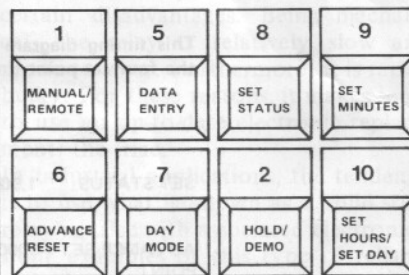 1 5 8 9
MANUAL/ DATA SET SET
REMOTE ENTRY STATUS MINUTES
6 7 2 10
ADVANCE DAY HOLD/ SET
RESET MODE DEMO HOURS/
SET DAY